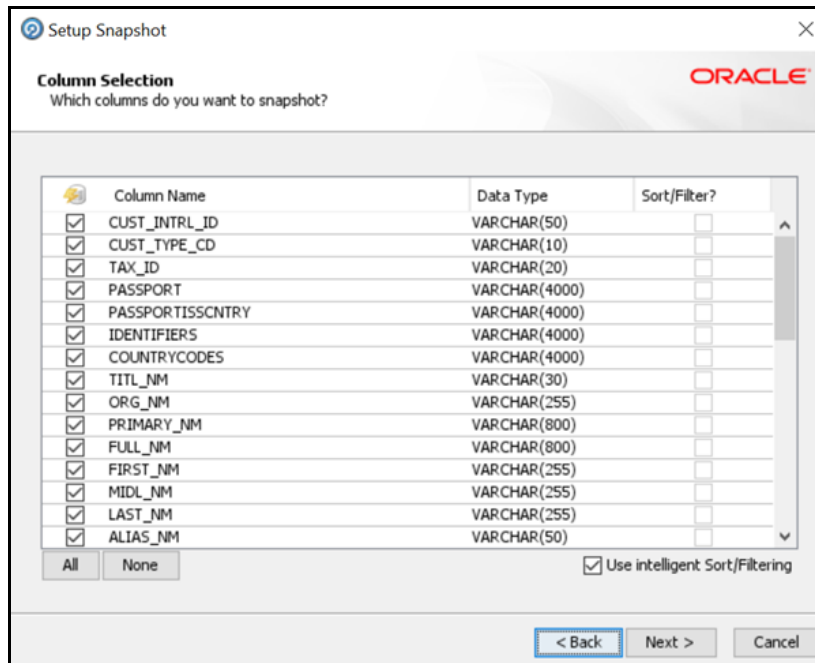 Setup Snapshot
Column Selection
Which columns do you want to snapshot?
ORACLE
Column Name Data Type Sort/Filter?
CUST_INTRL_ID VARCHAR(50)
CUST_TYPE_CD VARCHAR(10)
TAX_ID VARCHAR(20)
PASSPORT VARCHAR(4000)
PASSPORTISSCNTRY VARCHAR(4000)
IDENTIFIERS VARCHAR(4000)
COUNTRYCODES VARCHAR(4000)
TITL_NM VARCHAR(30)
ORG_NM VARCHAR(255)
PRIMARY_NM VARCHAR(800)
FULL_NM VARCHAR(800)
FIRST_NM VARCHAR(255)
MIDL_NM VARCHAR(255)
LAST_NM VARCHAR(255)
ALIAS_NM VARCHAR(50)
All None Use intelligent Sort/Filtering
< Back Next > Cancel